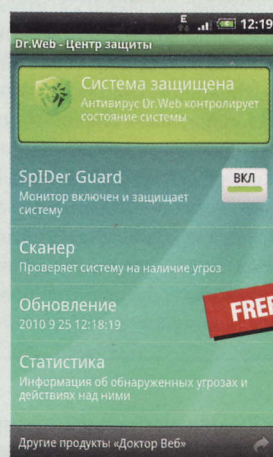 E
12:19
Dr.Web - Центр защиты
Система защищена
Антивирус Dr.Web контролирует
состояние системы
SpIDer Guard
ВКЛ
Монитор включен и защищает
систему
Сканер
Проверяет систему на наличие угроз
Обновление
2010 9 25 12:18:19
FREE
Статистика
Информация об обнаруженных угрозах и
действиях над ними
Другие продукты «Доктор Веб»